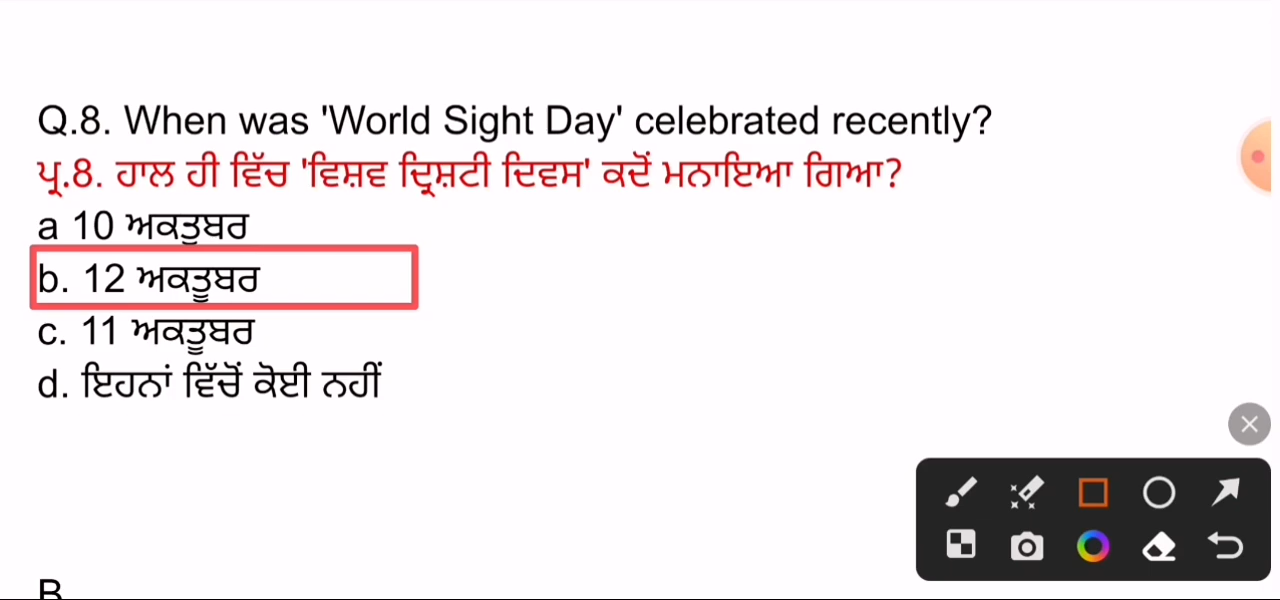 Q.8. When was 'World Sight Day' celebrated recently?
ਪ੍ਰ.8. ਹਾਲ ਹੀ ਵਿੱਚ 'ਵਿਸ਼ਵ ਦ੍ਰਿਸ਼ਟੀ ਦਿਵਸ' ਕਦੋਂ ਮਨਾਇਆ ਗਿਆ?
a 10 ਅਕਤੂਬਰ
b. 12 ਅਕਤੂਬਰ
c. 11 ਅਕਤੂਬਰ
d. ਇਹਨਾਂ ਵਿੱਚੋਂ ਕੋਈ ਨਹੀਂ